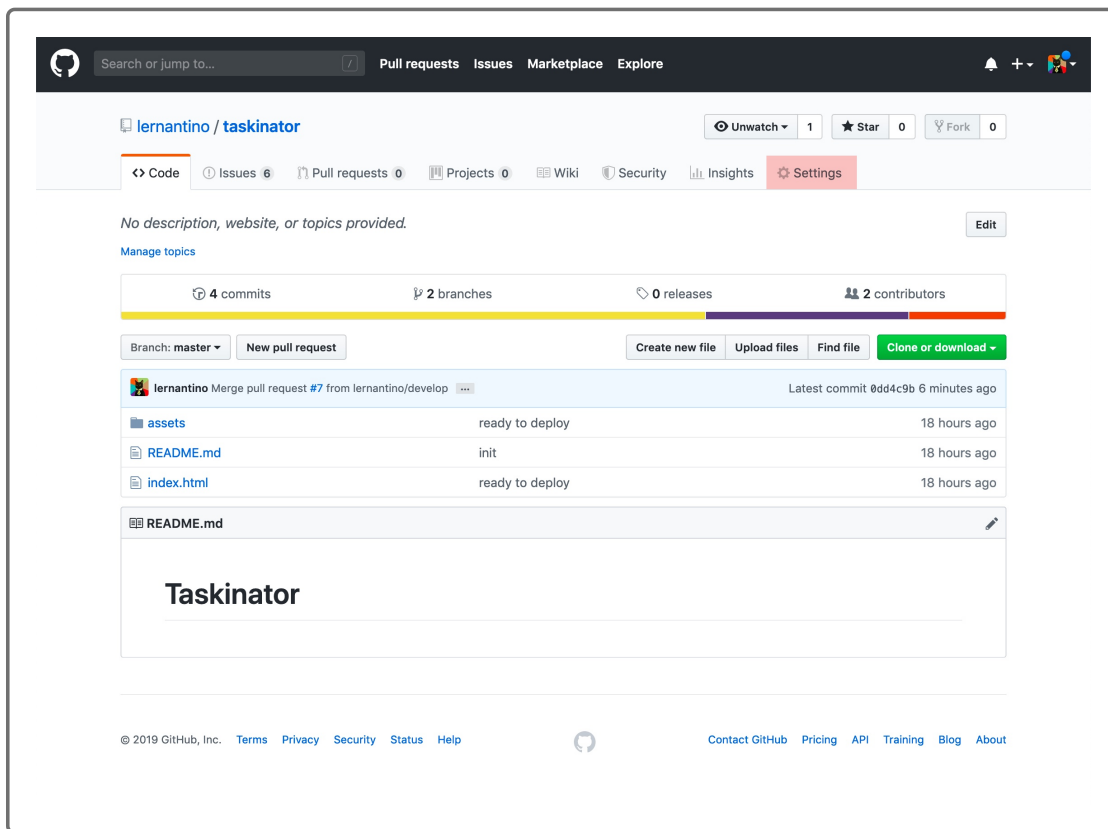 Search or jump to... / Pull requests Issues Marketplace Explore
lernantino / taskinator Unwatch 1 Star 0 Fork 0
Code Issues 6 Pull requests 0 Projects 0 Wiki Security Insights Settings
No description, website, or topics provided. Edit
Manage topics
4 commits 2 branches 0 releases 2 contributors
Branch: master New pull request Create new file Upload files Find file Clone or download
lernantino Merge pull request #7 from lernantino/develop ... Latest commit 0dd4c9b 6 minutes ago
assets ready to deploy 18 hours ago
README.md init 18 hours ago
index.html ready to deploy 18 hours ago
README.md
Taskinator
© 2019 GitHub, Inc. Terms Privacy Security Status Help Contact GitHub Pricing API Training Blog About